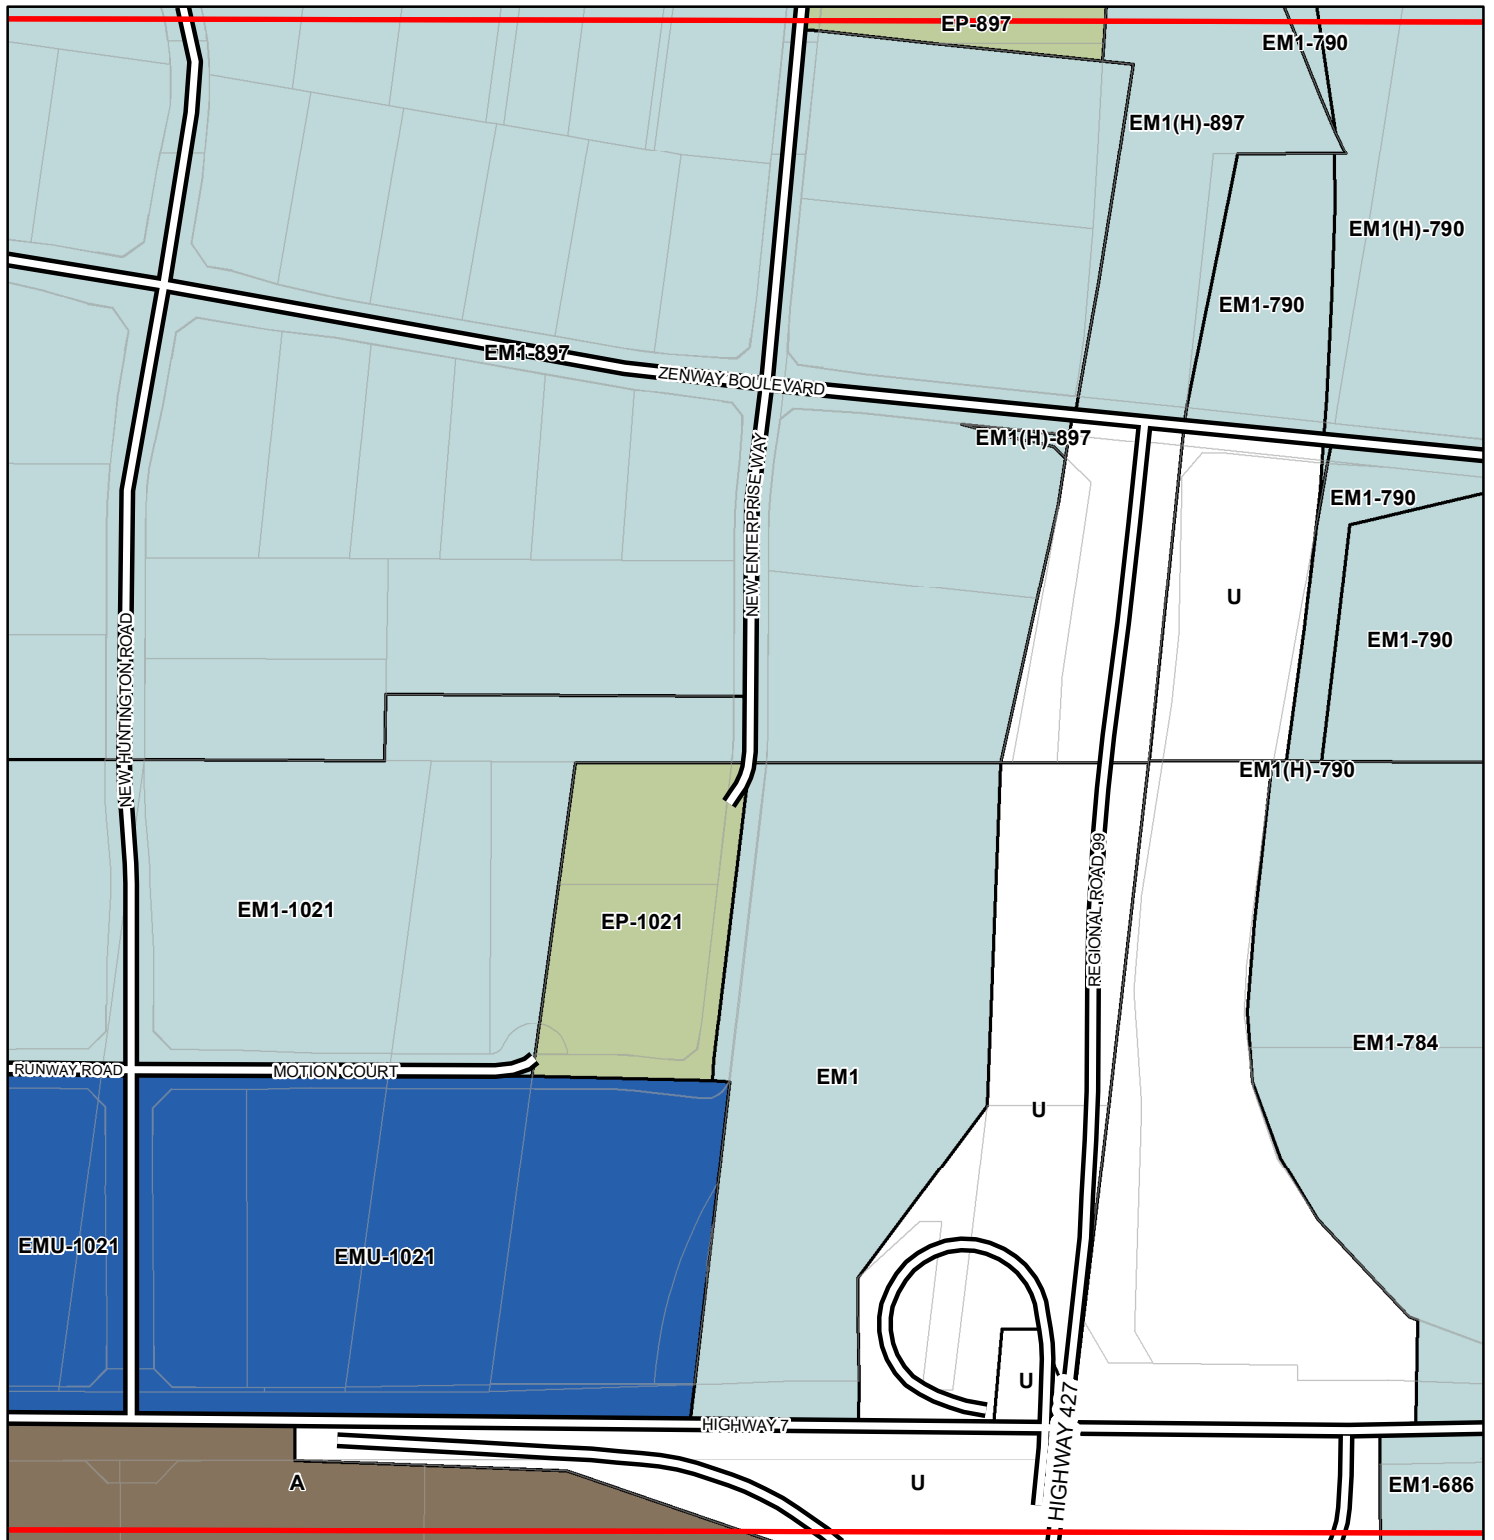 EP-897
EM1-790
EM1(H)-897
EM1(H)-790
EM1-790
EM1-897
ZENWAY BOULEVARD
EM1(H)-897
NEW ENTERPRISE WAY
EM1-790
U
EM1-790
NEW HUNTINGTON ROAD
EM1(H)-790
REGIONAL ROAD 99
EM1-1021
EP-1021
EM1-784
RUNWAY ROAD
MOTION COURT
EM1
U
EMU-1021
EMU-1021
U
HIGHWAY 427
HIGHWAY 7
A
U
EM1-686